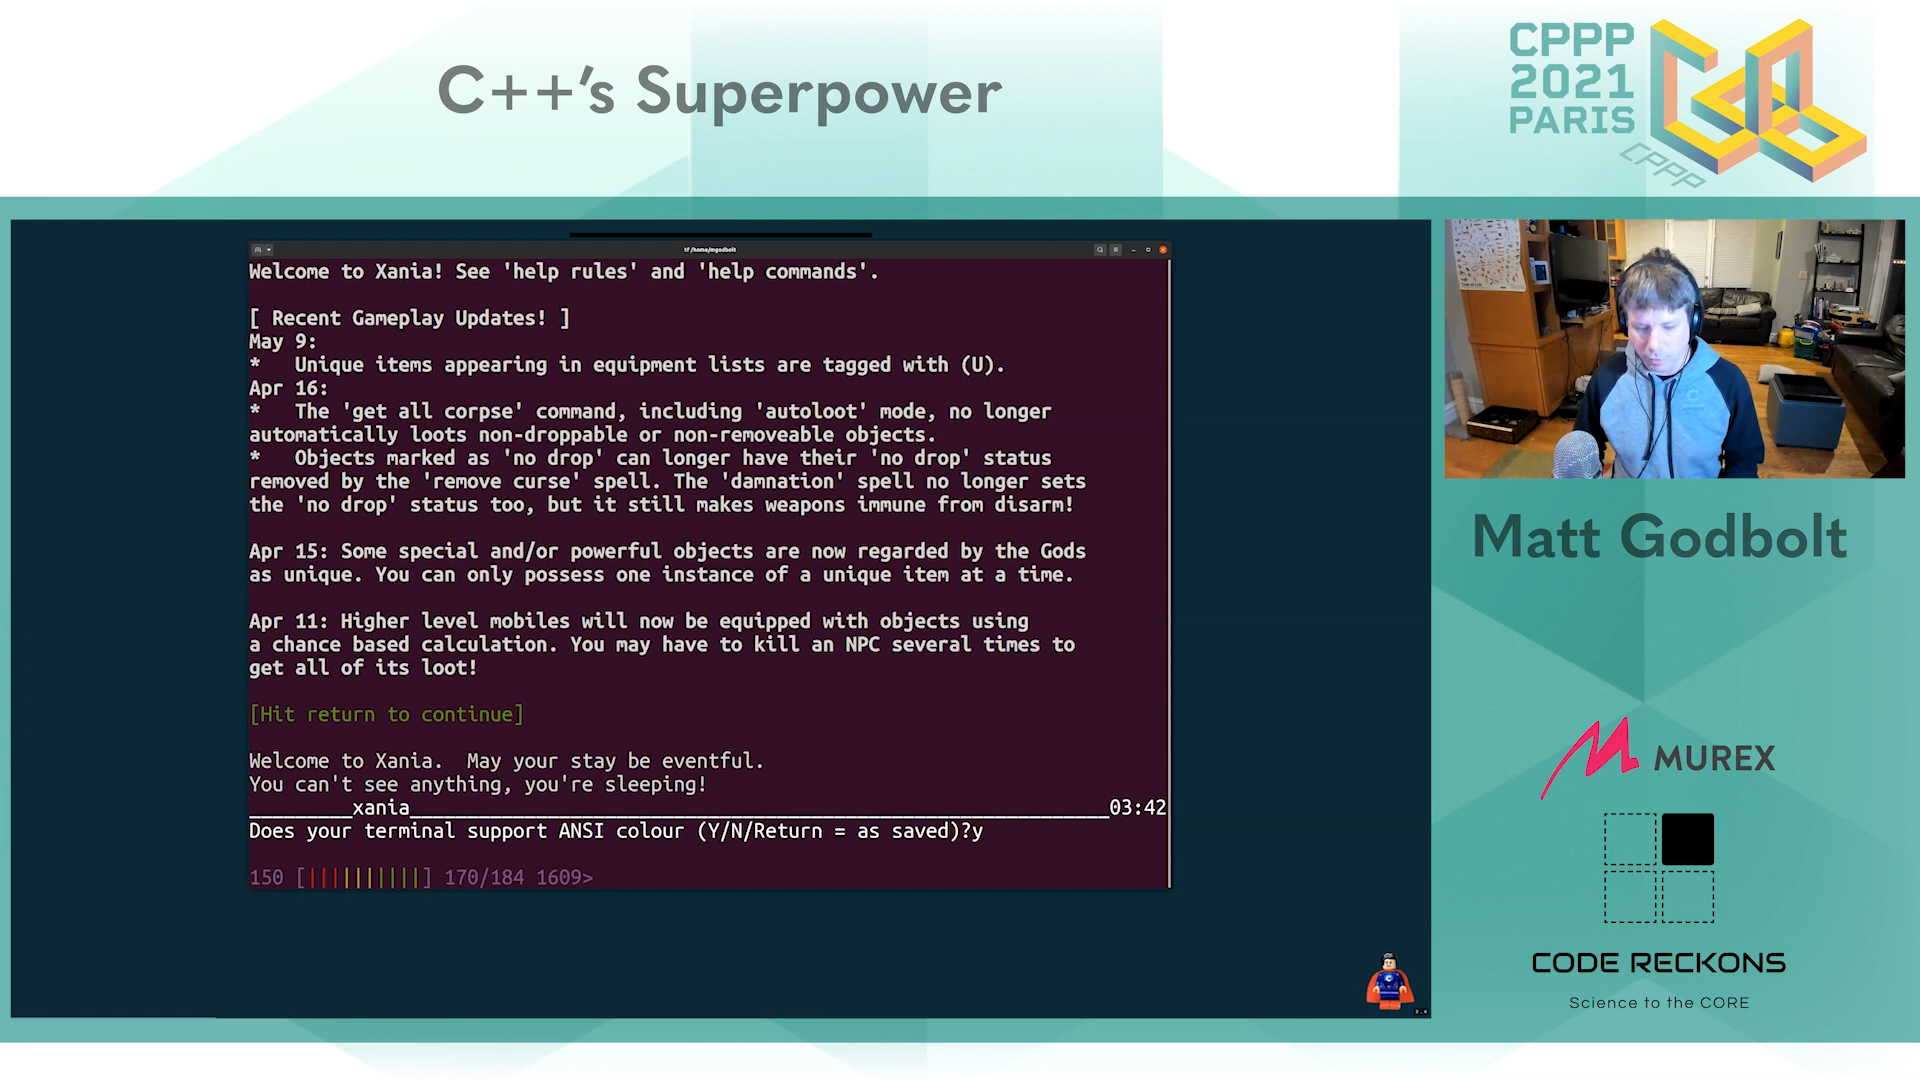 C++'s Superpower
CPPP
2021
PARIS
CPPP
tf /home/mgodbolt
Welcome to Xania! See 'help rules' and 'help commands'.
[ Recent Gameplay Updates! ]
May 9:
*   Unique items appearing in equipment lists are tagged with (U).
Apr 16:
*   The 'get all corpse' command, including 'autoloot' mode, no longer
automatically loots non-droppable or non-removeable objects.
*   Objects marked as 'no drop' can longer have their 'no drop' status
removed by the 'remove curse' spell. The 'damnation' spell no longer sets
the 'no drop' status too, but it still makes weapons immune from disarm!
Apr 15: Some special and/or powerful objects are now regarded by the Gods
as unique. You can only possess one instance of a unique item at a time.
Apr 11: Higher level mobiles will now be equipped with objects using
a chance based calculation. You may have to kill an NPC several times to
get all of its loot!
[Hit return to continue]
Welcome to Xania.  May your stay be eventful.
You can't see anything, you're sleeping!
_________xania_____________________________________________________________03:42
Does your terminal support ANSI colour (Y/N/Return = as saved)?y
150 [||||||||||] 170/184 1609>
Matt Godbolt
MUREX
CODE RECKONS
Science to the CORE